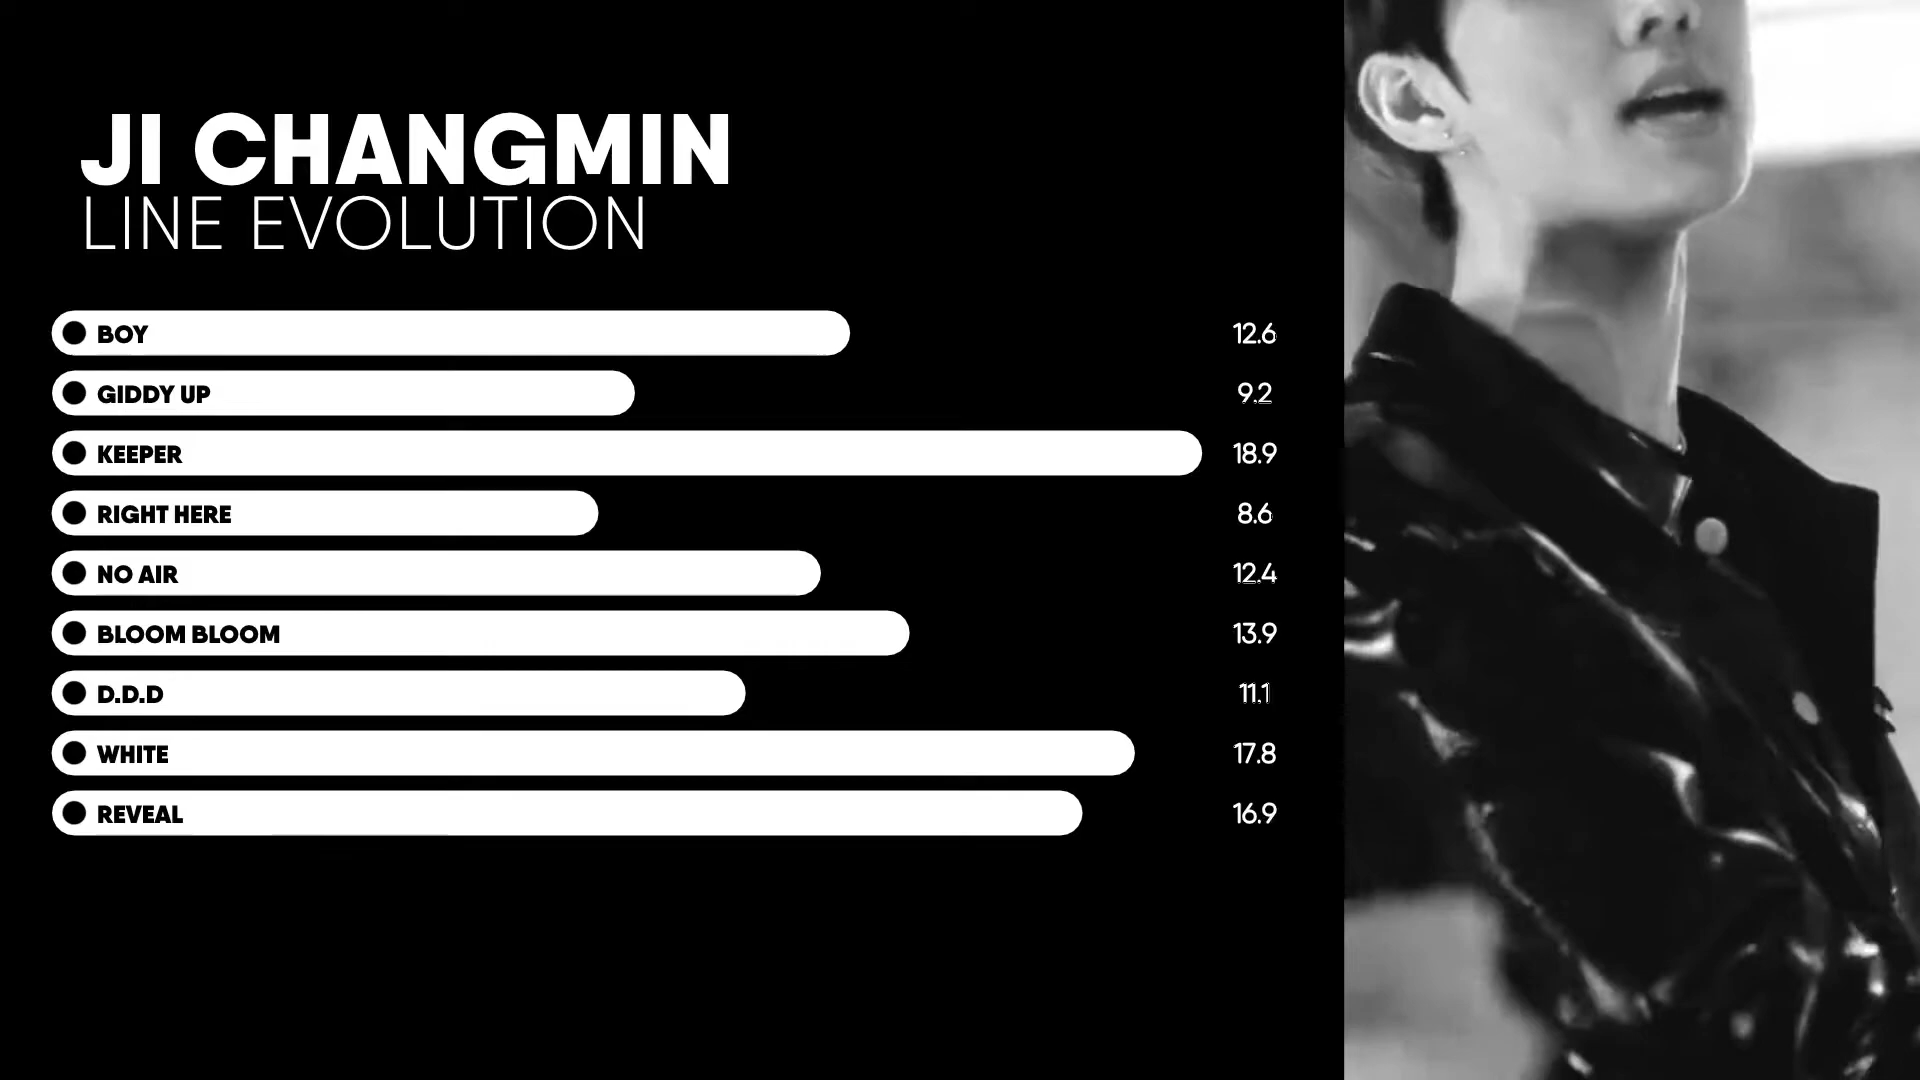 JI CHANGMIN
LINE EVOLUTION
BOY 12.6
GIDDY UP 9.2
KEEPER 18.9
RIGHT HERE 8.6
NO AIR 12.4
BLOOM BLOOM 13.9
D.D.D 11.1
WHITE 17.8
REVEAL 16.9